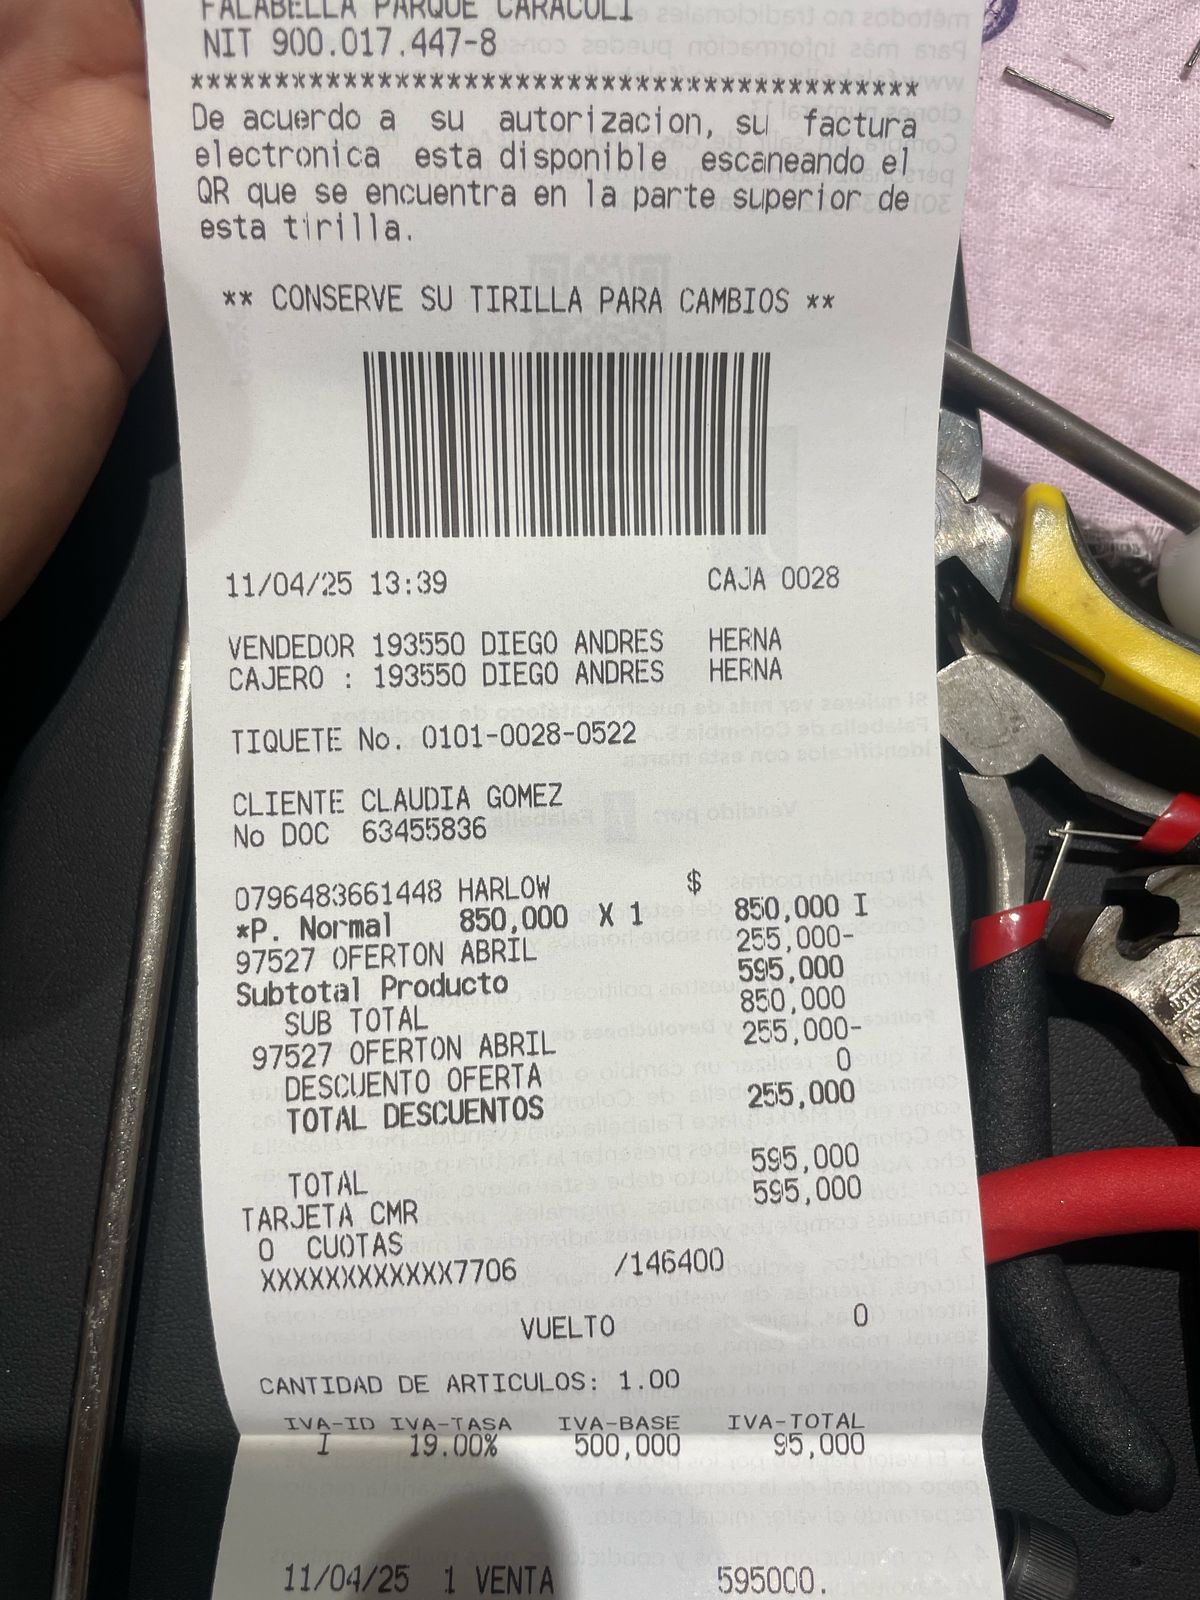 FALABELLA PARQUE CARACOLI
NIT 900.017.447-8
*********************************************
De acuerdo a su autorizacion, su factura
electronica esta disponible escaneando el
QR que se encuentra en la parte superior de
esta tirilla.
** CONSERVE SU TIRILLA PARA CAMBIOS **
11/04/25 13:39 CAJA 0028
VENDEDOR 193550 DIEGO ANDRES HERNA
CAJERO : 193550 DIEGO ANDRES HERNA
TIQUETE No. 0101-0028-0522
CLIENTE CLAUDIA GOMEZ
No DOC 63455836
0796483661448 HARLOW $
*P. Normal 850,000 X 1 850,000 I
97527 OFERTON ABRIL 255,000-
Subtotal Producto 595,000
SUB TOTAL 850,000
97527 OFERTON ABRIL 255,000-
DESCUENTO OFERTA 0
TOTAL DESCUENTOS 255,000
TOTAL 595,000
TARJETA CMR 595,000
0 CUOTAS
XXXXXXXXXXXX7706 /146400
VUELTO 0
CANTIDAD DE ARTICULOS: 1.00
IVA-ID IVA-TASA IVA-BASE IVA-TOTAL
I 19.00% 500,000 95,000
11/04/25 1 VENTA 595000.